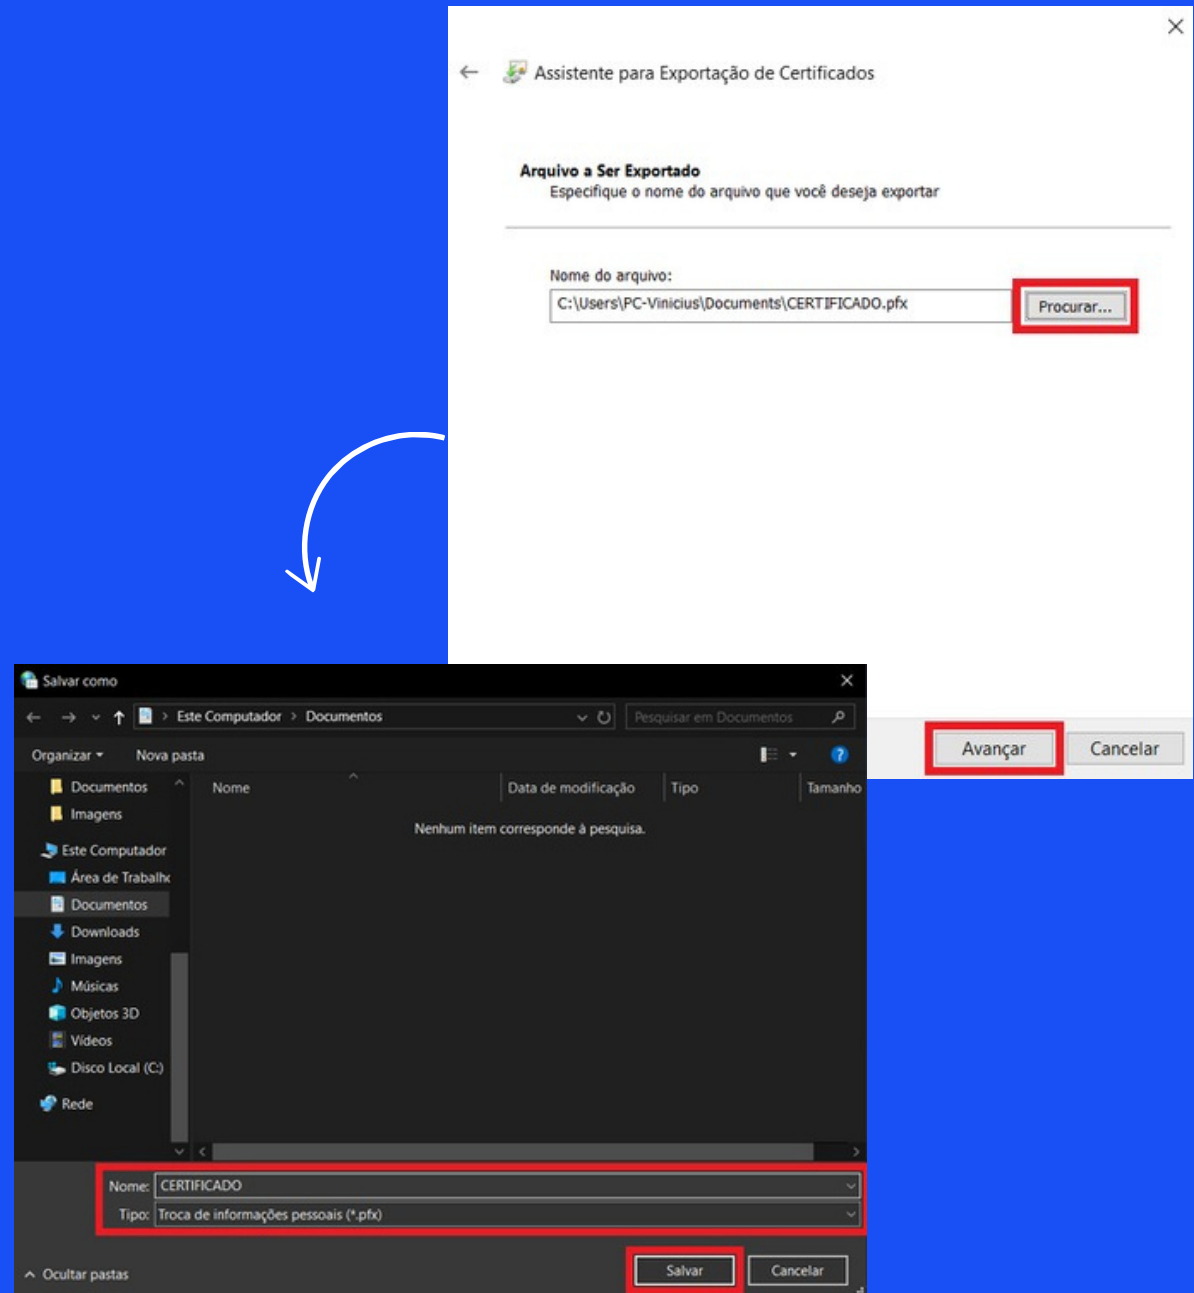 Assistente para Exportação de Certificados
Arquivo a Ser Exportado
Especifique o nome do arquivo que você deseja exportar
Nome do arquivo:
C:\Users\PC-Vinicius\Documents\CERTIFICADO.pfx
Procurar...
Avançar
Cancelar
Salvar como
Este Computador > Documentos
Pesquisar em Documentos
Organizar
Nova pasta
Nome
Data de modificação
Tipo
Tamanho
Nenhum item corresponde à pesquisa.
Documentos
Imagens
Este Computador
Área de Trabalho
Documentos
Downloads
Imagens
Músicas
Objetos 3D
Vídeos
Disco Local (C:)
Rede
Nome: CERTIFICADO
Tipo: Troca de informações pessoais (*.pfx)
Ocultar pastas
Salvar
Cancelar